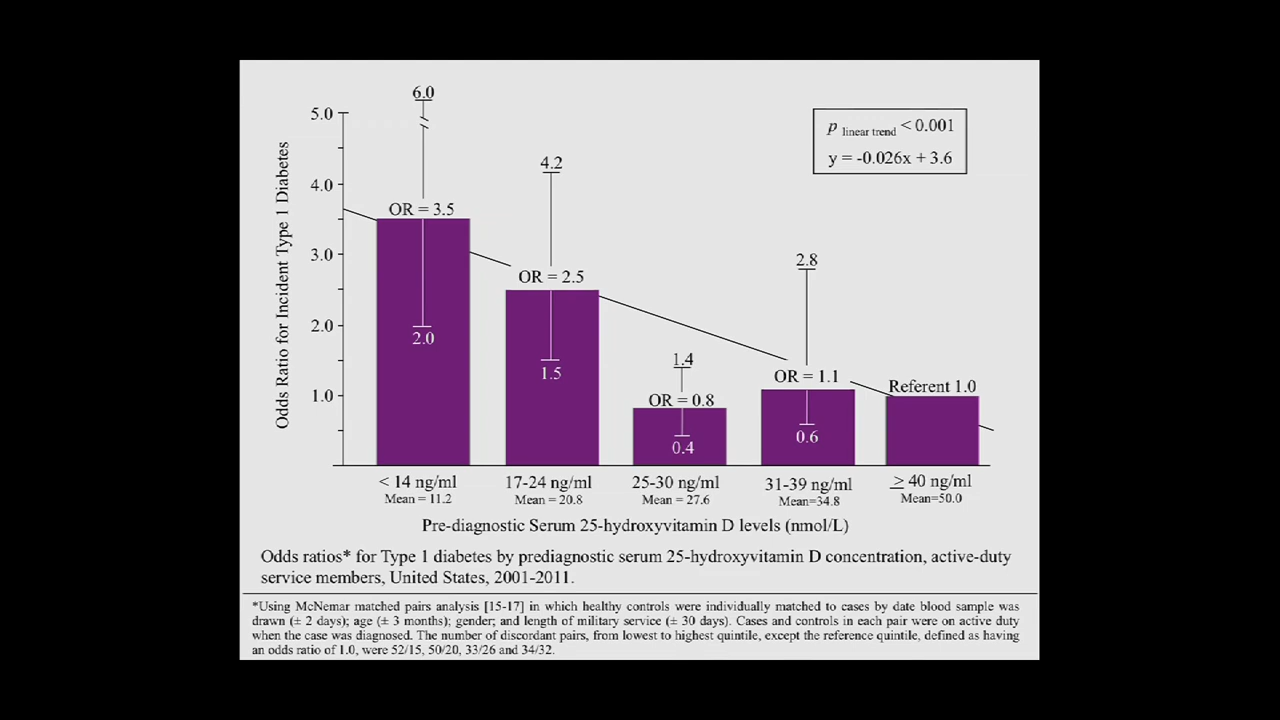 6.0
5.0
4.0
3.0
2.0
1.0
Odds Ratio for Incident Type 1 Diabetes
p linear trend < 0.001
y = -0.026x + 3.6
4.2
OR = 3.5
2.8
OR = 2.5
2.0
1.4
1.5
OR = 1.1
OR = 0.8
Referent 1.0
0.4
0.6
< 14 ng/ml
Mean = 11.2
17-24 ng/ml
Mean = 20.8
25-30 ng/ml
Mean = 27.6
31-39 ng/ml
Mean=34.8
≥ 40 ng/ml
Mean=50.0
Pre-diagnostic Serum 25-hydroxyvitamin D levels (nmol/L)
Odds ratios* for Type 1 diabetes by prediagnostic serum 25-hydroxyvitamin D concentration, active-duty
service members, United States, 2001-2011.
*Using McNemar matched pairs analysis [15-17] in which healthy controls were individually matched to cases by date blood sample was
drawn (± 2 days); age (± 3 months); gender; and length of military service (± 30 days). Cases and controls in each pair were on active duty
when the case was diagnosed. The number of discordant pairs, from lowest to highest quintile, except the reference quintile, defined as having
an odds ratio of 1.0, were 52/15, 50/20, 33/26 and 34/32.